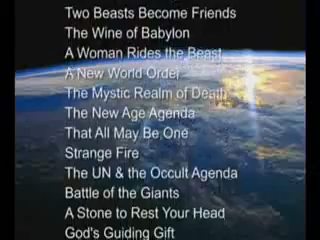 Two Beasts Become Friends
The Wine of Babylon
A Woman Rides the Beast
A New World Order
The Mystic Realm of Death
The New Age Agenda
That All May Be One
Strange Fire
The UN & the Occult Agenda
Battle of the Giants
A Stone to Rest Your Head
God's Guiding Gift